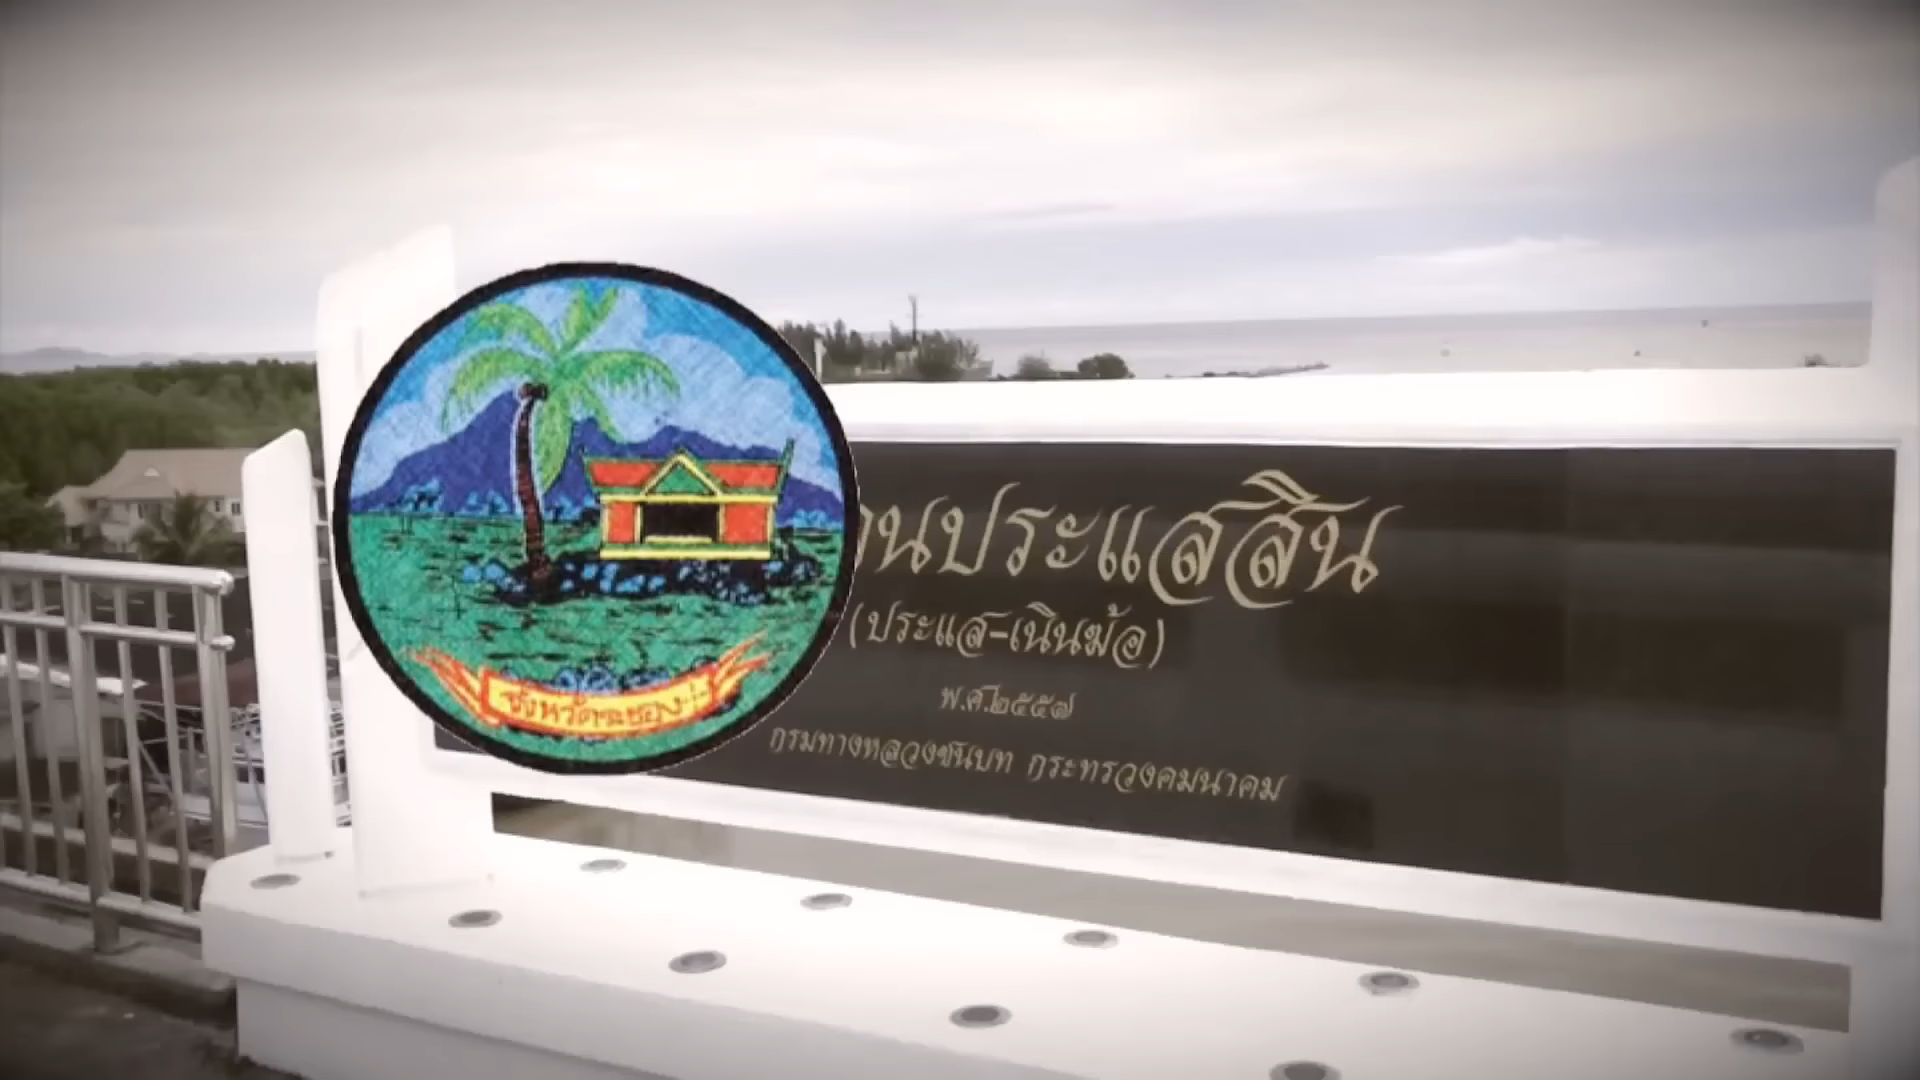 นประแสสิน
(ประแส-เนินฆ้อ)
พ.ศ.๒๕๕๗
กรมทางหลวงชนบท กระทรวงคมนาคม
จังหวัดระยอง